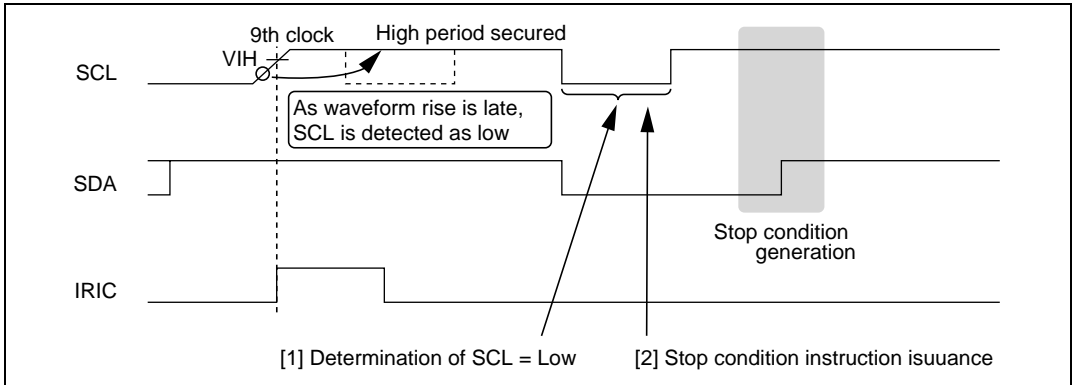 9th clock
High period secured
VIH
SCL
As waveform rise is late,
SCL is detected as low
SDA
Stop condition
generation
IRIC
[1] Determination of SCL = Low
[2] Stop condition instruction isuuance